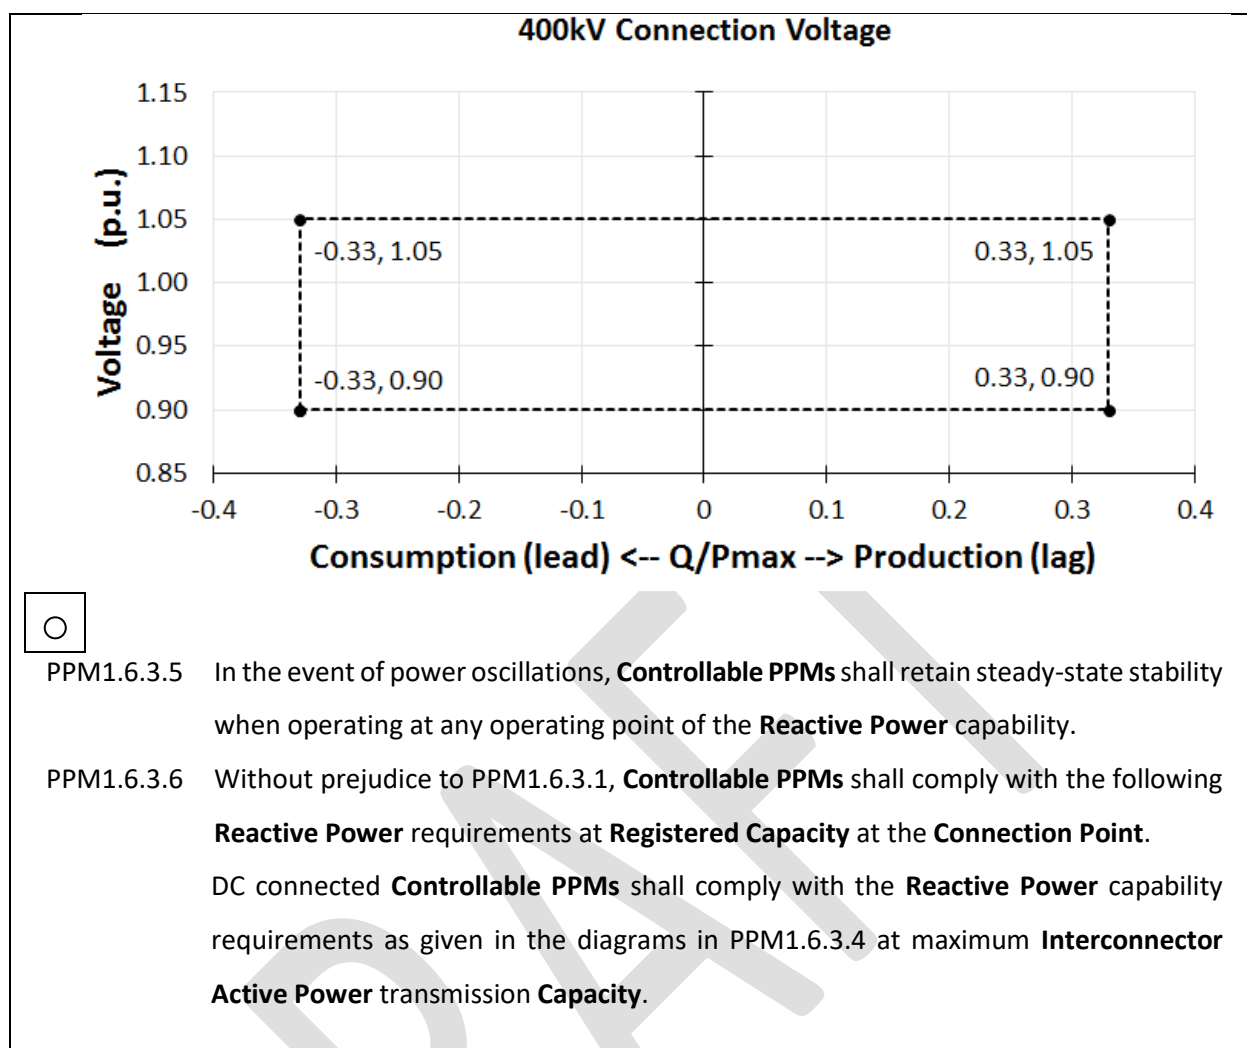 400kV Connection Voltage
1.15
1.10
1.05
1.00
0.95
0.90
0.85
Voltage (p.u.)
-0.33, 1.05
0.33, 1.05
-0.33, 0.90
0.33, 0.90
-0.4 -0.3 -0.2 -0.1 0 0.1 0.2 0.3 0.4
Consumption (lead) <-- Q/Pmax --> Production (lag)
PPM1.6.3.5 In the event of power oscillations, Controllable PPMs shall retain steady-state stability
when operating at any operating point of the Reactive Power capability.
PPM1.6.3.6 Without prejudice to PPM1.6.3.1, Controllable PPMs shall comply with the following
Reactive Power requirements at Registered Capacity at the Connection Point.
DC connected Controllable PPMs shall comply with the Reactive Power capability
requirements as given in the diagrams in PPM1.6.3.4 at maximum Interconnector
Active Power transmission Capacity.